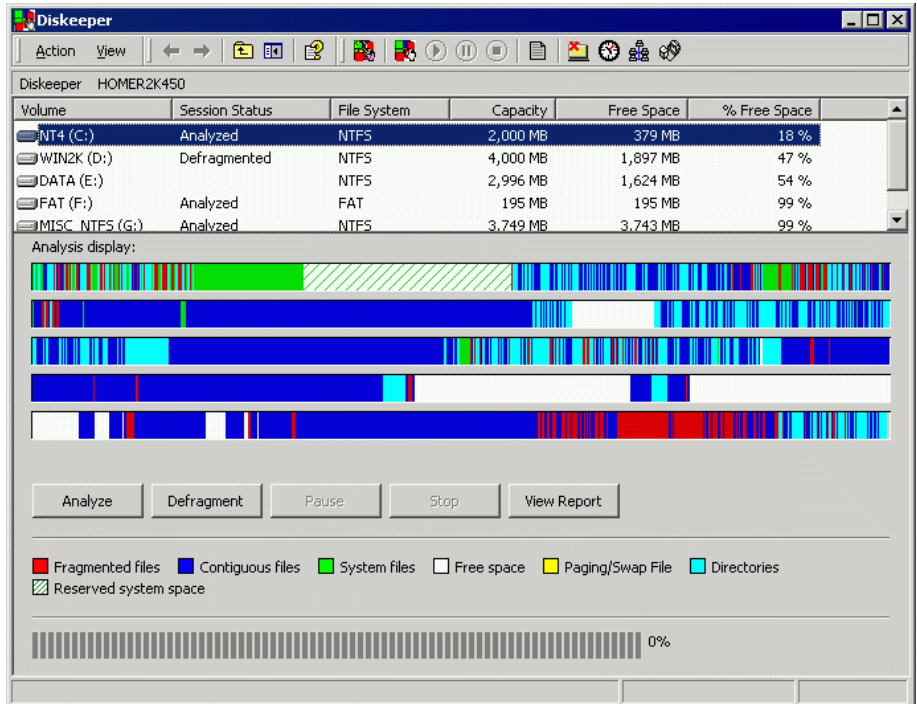 Diskeeper
Action View
Diskeeper HOMER2K450
Volume Session Status File System Capacity Free Space % Free Space
NT4 (C:) Analyzed NTFS 2,000 MB 379 MB 18 %
WIN2K (D:) Defragmented NTFS 4,000 MB 1,897 MB 47 %
DATA (E:) NTFS 2,996 MB 1,624 MB 54 %
FAT (F:) Analyzed FAT 195 MB 195 MB 99 %
MISC_NTFS (G:) Analyzed NTFS 3,749 MB 3,743 MB 99 %
Analysis display:
Analyze Defragment Pause Stop View Report
Fragmented files Contiguous files System files Free space Paging/Swap File Directories
Reserved system space
0%